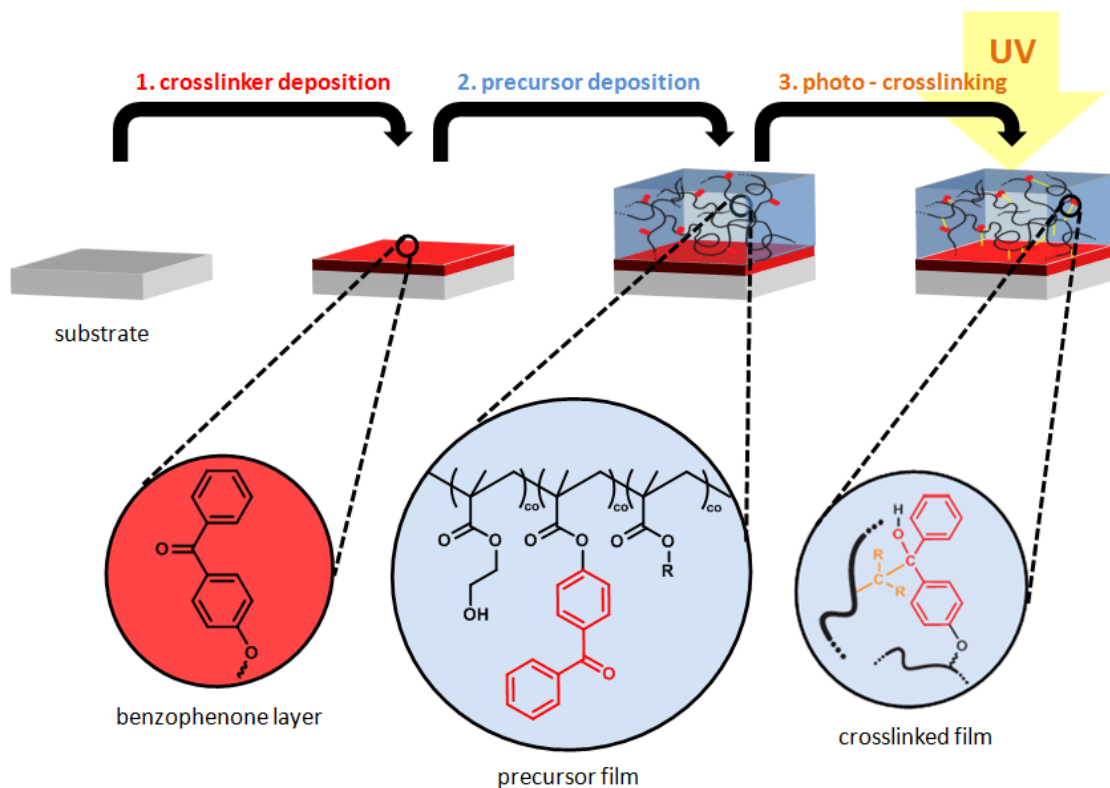 UV
1. crosslinker deposition
2. precursor deposition
3. photo - crosslinking
substrate
O
O
benzophenone layer
co
co
co
O
O
O
O
O
O
R
OH
O
precursor film
H
O
R
C
C
R
O
crosslinked film